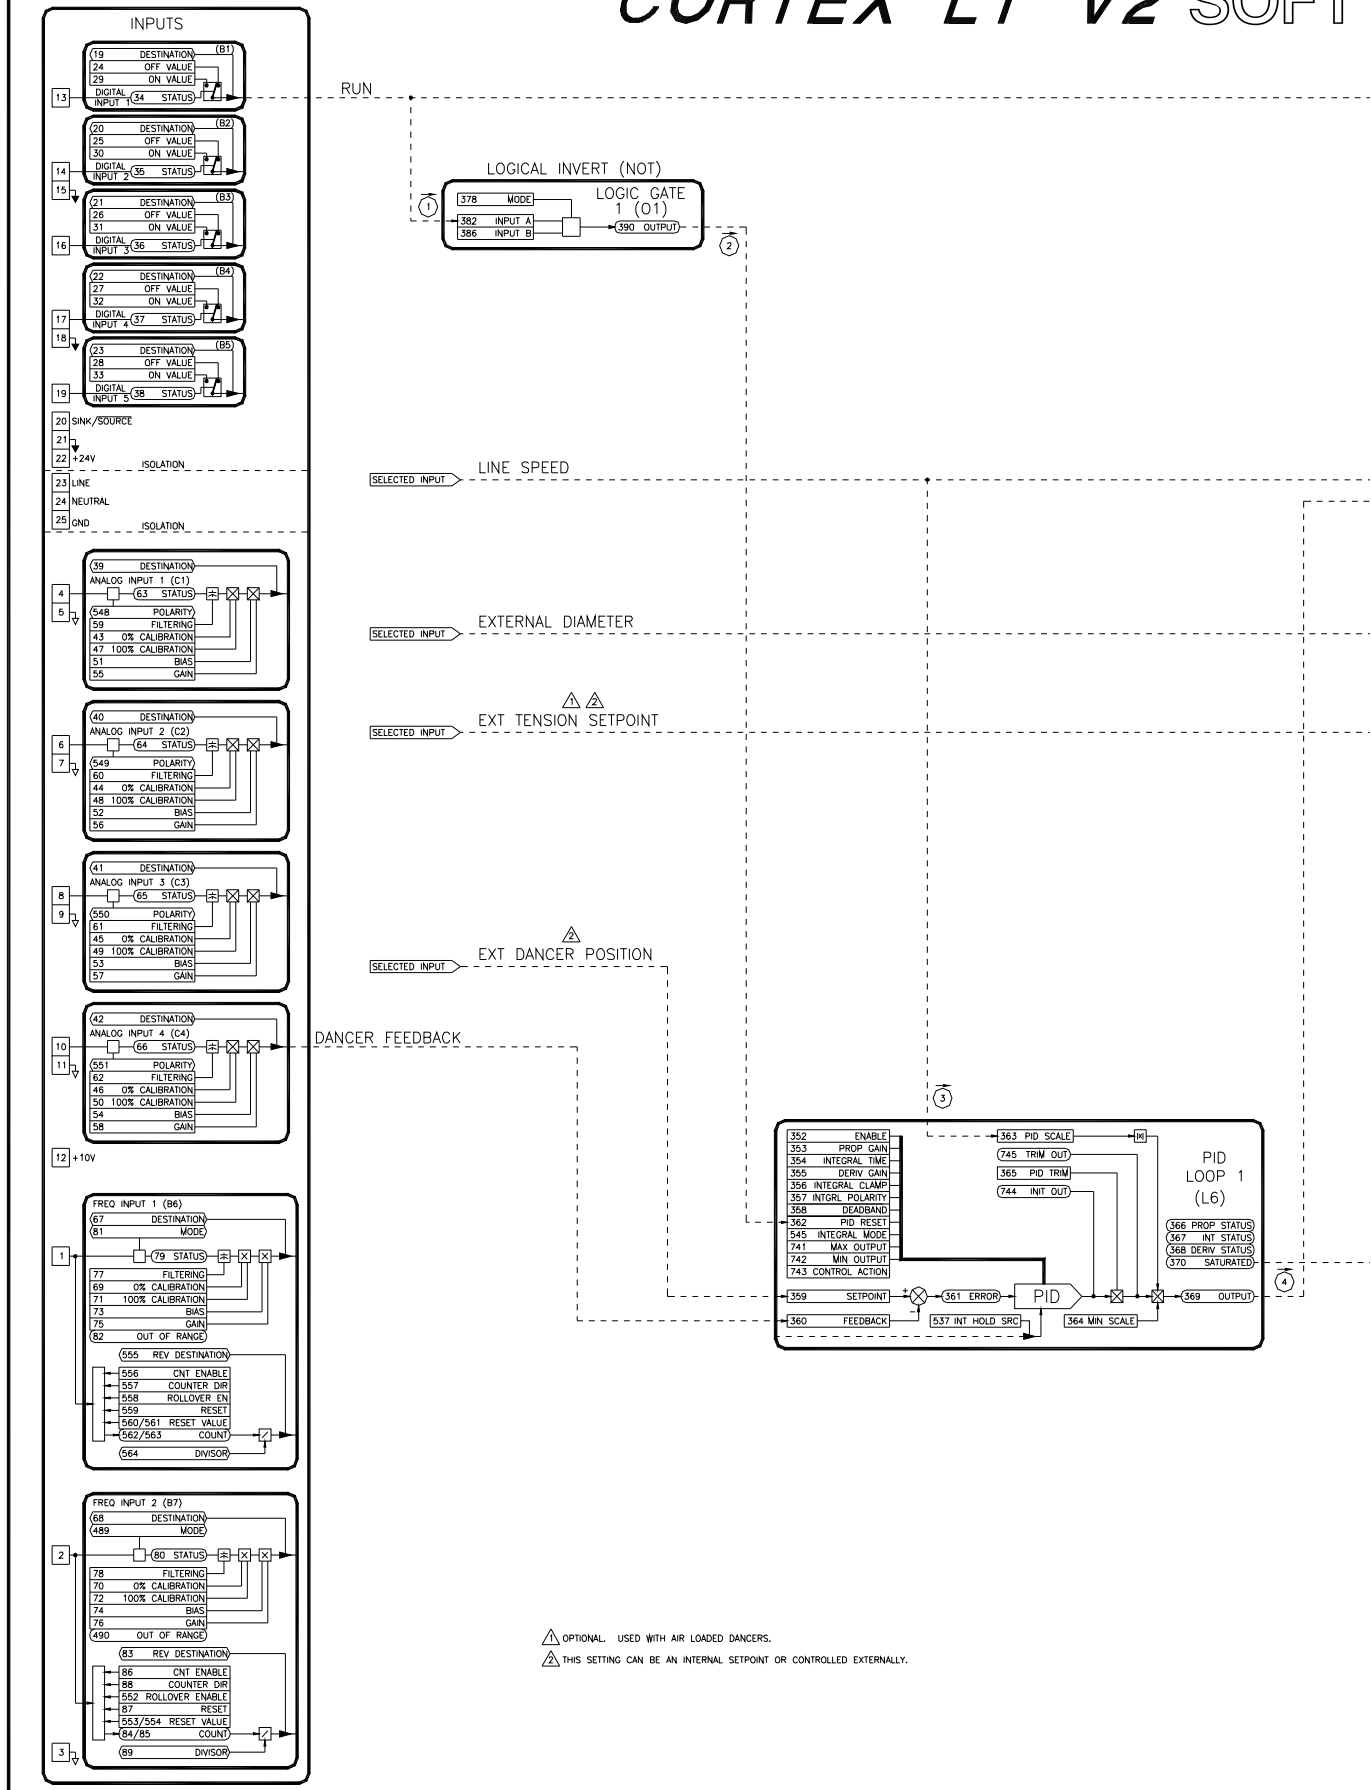 CORTEX LT V2 SOFT
INPUTS
19 DESTINATION (B1)
24 OFF VALUE
29 ON VALUE
13 DIGITAL INPUT 1 34 STATUS
RUN
20 DESTINATION (B2)
25 OFF VALUE
30 ON VALUE
14 DIGITAL INPUT 2 35 STATUS
15
21 DESTINATION (B3)
26 OFF VALUE
31 ON VALUE
16 DIGITAL INPUT 3 36 STATUS
22 DESTINATION (B4)
27 OFF VALUE
32 ON VALUE
17 DIGITAL INPUT 4 37 STATUS
18
23 DESTINATION (B5)
28 OFF VALUE
33 ON VALUE
19 DIGITAL INPUT 5 38 STATUS
20 SINK/SOURCE
21
22 +24V
ISOLATION
23 LINE
24 NEUTRAL
25 GND
ISOLATION
LOGICAL INVERT (NOT)
1
378 MODE
LOGIC GATE
1 (O1)
382 INPUT A
386 INPUT B
390 OUTPUT
2
SELECTED INPUT
LINE SPEED
SELECTED INPUT
EXTERNAL DIAMETER
1 2
SELECTED INPUT
EXT TENSION SETPOINT
2
SELECTED INPUT
EXT DANCER POSITION
39 DESTINATION
ANALOG INPUT 1 (C1)
4 63 STATUS
5
548 POLARITY
59 FILTERING
43 0% CALIBRATION
47 100% CALIBRATION
51 BIAS
55 GAIN
40 DESTINATION
ANALOG INPUT 2 (C2)
6 64 STATUS
7
549 POLARITY
60 FILTERING
44 0% CALIBRATION
48 100% CALIBRATION
52 BIAS
56 GAIN
41 DESTINATION
ANALOG INPUT 3 (C3)
8 65 STATUS
9
550 POLARITY
61 FILTERING
45 0% CALIBRATION
49 100% CALIBRATION
53 BIAS
57 GAIN
42 DESTINATION
ANALOG INPUT 4 (C4)
10 66 STATUS
DANCER FEEDBACK
11
551 POLARITY
62 FILTERING
46 0% CALIBRATION
50 100% CALIBRATION
54 BIAS
58 GAIN
12 +10V
FREQ INPUT 1 (B6)
67 DESTINATION
81 MODE
1 79 STATUS
77 FILTERING
69 0% CALIBRATION
71 100% CALIBRATION
73 BIAS
75 GAIN
82 OUT OF RANGE
555 REV DESTINATION
556 CNT ENABLE
557 COUNTER DIR
558 ROLLOVER EN
559 RESET
560/561 RESET VALUE
562/563 COUNT
564 DIVISOR
FREQ INPUT 2 (B7)
68 DESTINATION
489 MODE
2 80 STATUS
78 FILTERING
70 0% CALIBRATION
72 100% CALIBRATION
74 BIAS
76 GAIN
490 OUT OF RANGE
83 REV DESTINATION
86 CNT ENABLE
88 COUNTER DIR
552 ROLLOVER ENABLE
87 RESET
553/554 RESET VALUE
84/85 COUNT
89 DIVISOR
3
3
352 ENABLE
353 PROP GAIN
354 INTEGRAL TIME
355 DERIV GAIN
356 INTEGRAL CLAMP
357 INTGRL POLARITY
358 DEADBAND
362 PID RESET
545 INTEGRAL MODE
741 MAX OUTPUT
742 MIN OUTPUT
743 CONTROL ACTION
359 SETPOINT
360 FEEDBACK
+
-
361 ERROR
537 INT HOLD SRC
PID
363 PID SCALE
|X|
745 TRIM OUT
365 PID TRIM
744 INIT OUT
364 MIN SCALE
PID
LOOP 1
(L6)
366 PROP STATUS
367 INT STATUS
368 DERIV STATUS
370 SATURATED
369 OUTPUT
4
1 OPTIONAL. USED WITH AIR LOADED DANCERS.
2 THIS SETTING CAN BE AN INTERNAL SETPOINT OR CONTROLLED EXTERNALLY.